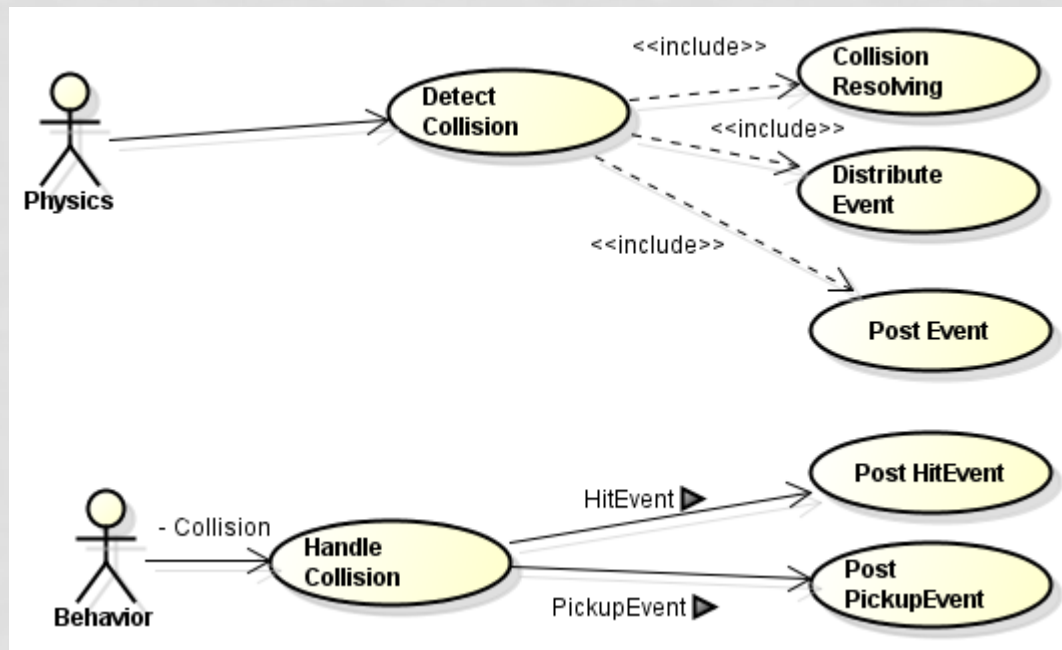 <<include>>
Collision
Resolving
Detect
Collision
<<include>>
Distribute
Event
Physics
<<include>>
Post Event
Post HitEvent
HitEvent
- Collision
Handle
Collision
Post
PickupEvent
PickupEvent
Behavior